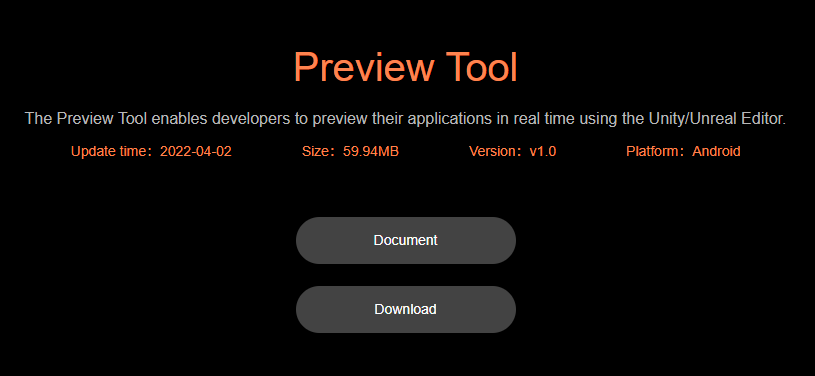 Preview Tool
The Preview Tool enables developers to preview their applications in real time using the Unity/Unreal Editor.
Update time：2022-04-02 Size：59.94MB Version：v1.0 Platform：Android
Document
Download